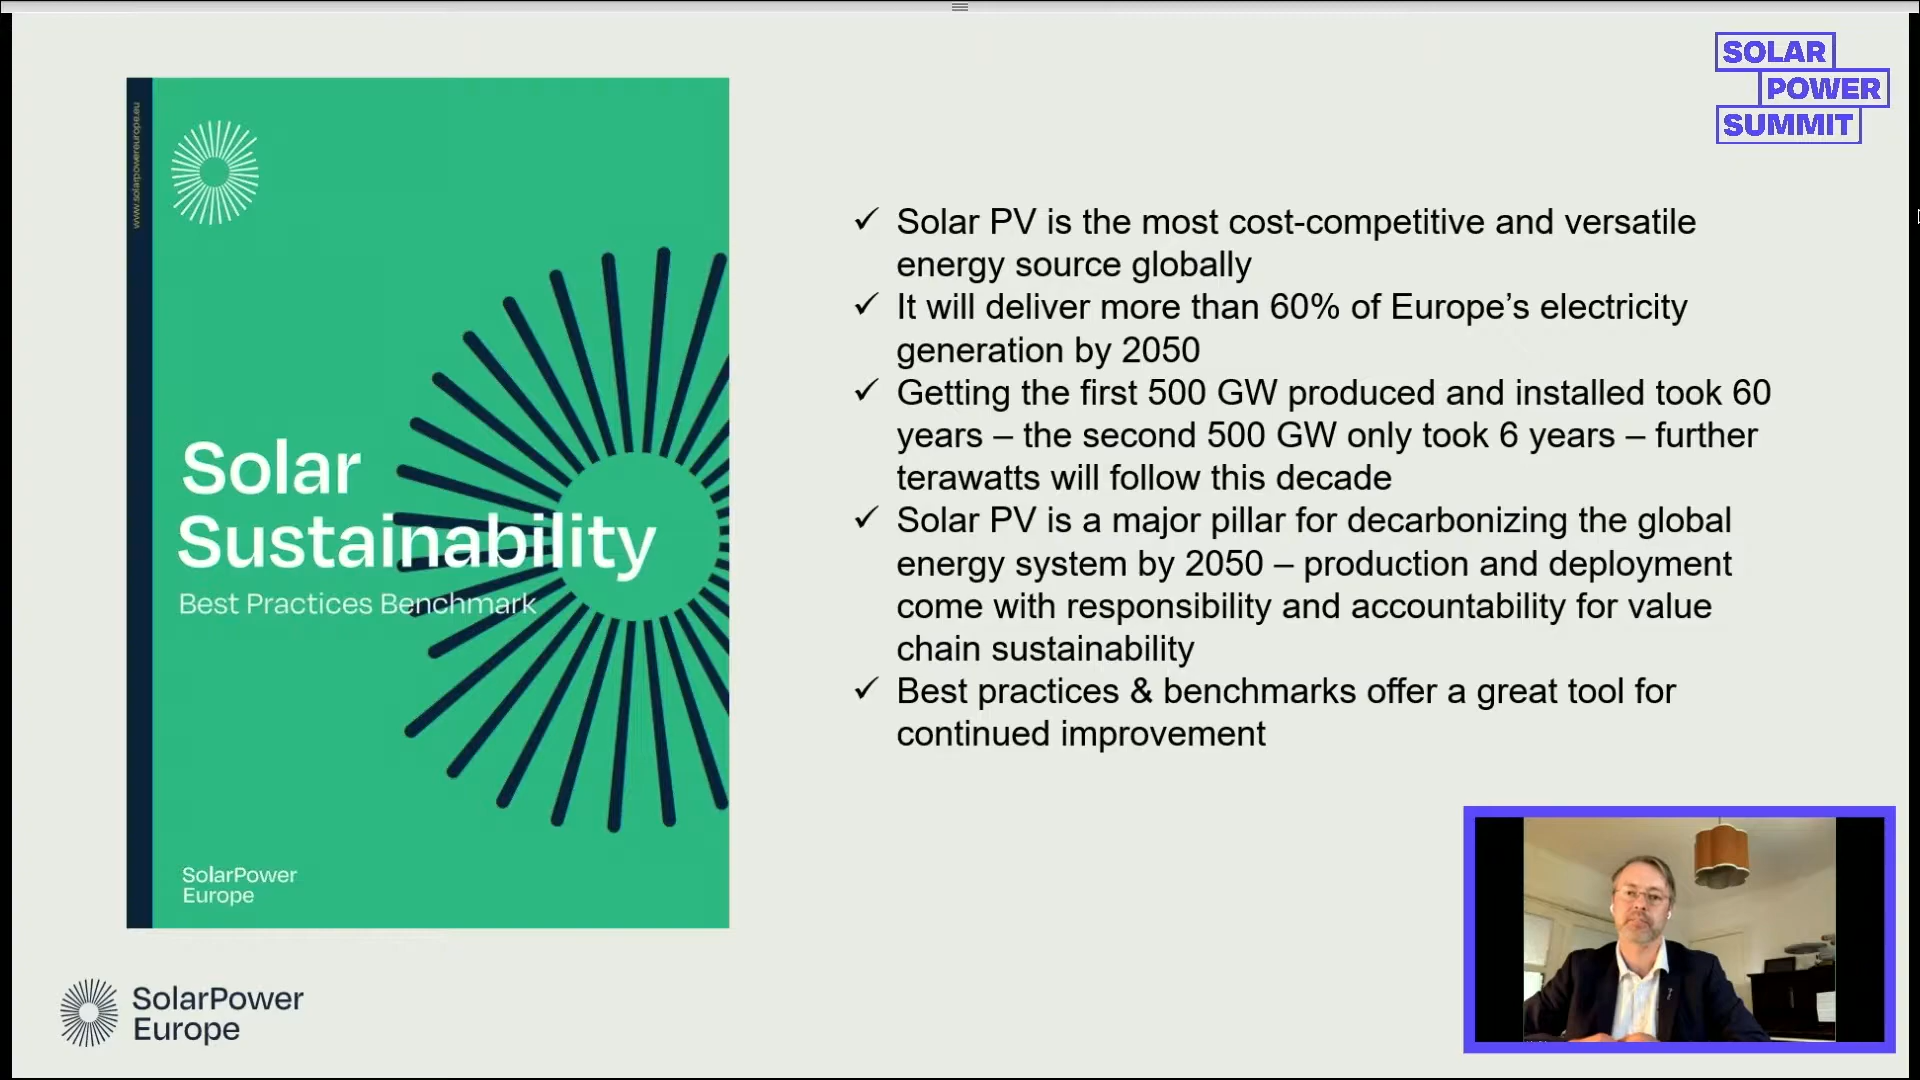 SOLAR
POWER
SUMMIT
www.solarpowereurope.eu
Solar
Sustainability
Best Practices Benchmark
SolarPower
Europe
✓ Solar PV is the most cost-competitive and versatile
energy source globally
✓ It will deliver more than 60% of Europe’s electricity
generation by 2050
✓ Getting the first 500 GW produced and installed took 60
years – the second 500 GW only took 6 years – further
terawatts will follow this decade
✓ Solar PV is a major pillar for decarbonizing the global
energy system by 2050 – production and deployment
come with responsibility and accountability for value
chain sustainability
✓ Best practices & benchmarks offer a great tool for
continued improvement
SolarPower
Europe